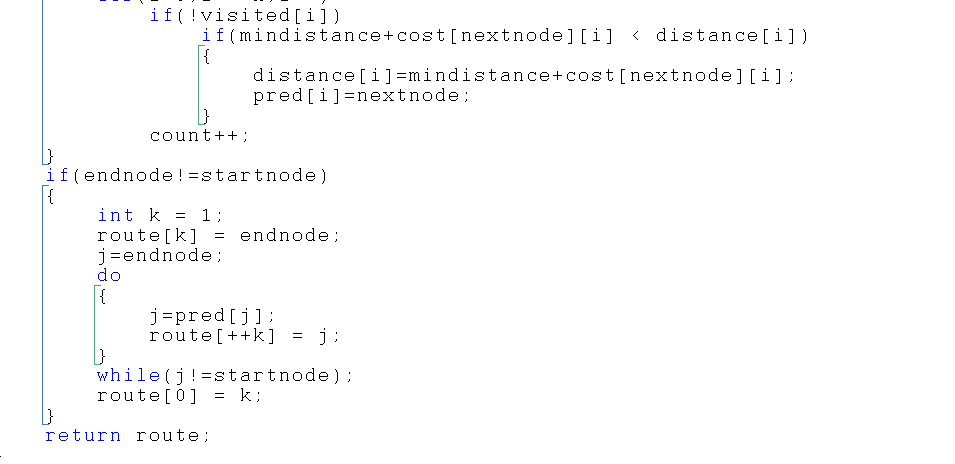 if(!visited[i])
if(mindistance+cost[nextnode][i] < distance[i])
{
distance[i]=mindistance+cost[nextnode][i];
pred[i]=nextnode;
}
count++;
}
if(endnode!=startnode)
{
int k = 1;
route[k] = endnode;
j=endnode;
do
{
j=pred[j];
route[++k] = j;
}
while(j!=startnode);
route[0] = k;
}
return route;